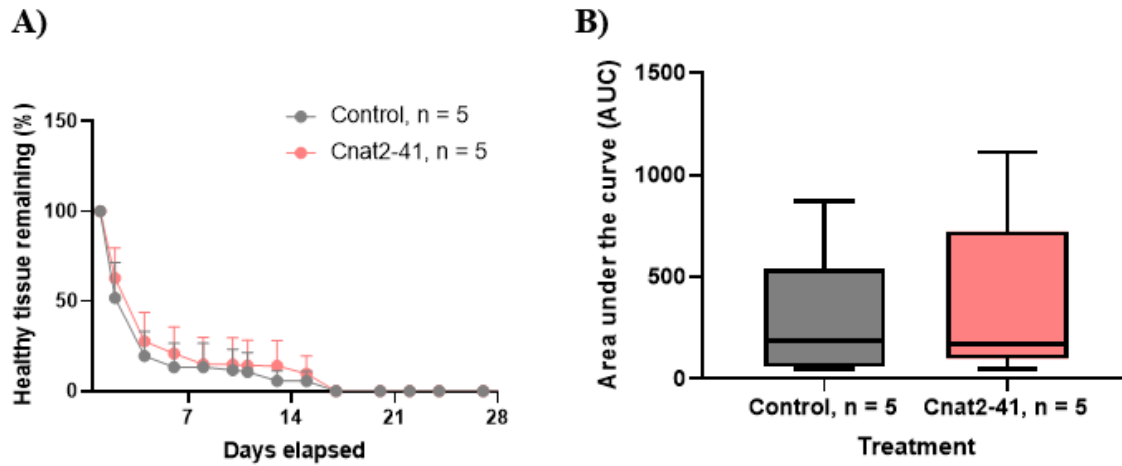 A)
Healthy tissue remaining (%)
150
100
50
0
7
14
21
28
Days elapsed
Control, n = 5
Cnat2-41, n = 5
B)
Area under the curve (AUC)
1500
1000
500
0
Control, n = 5
Cnat2-41, n = 5
Treatment